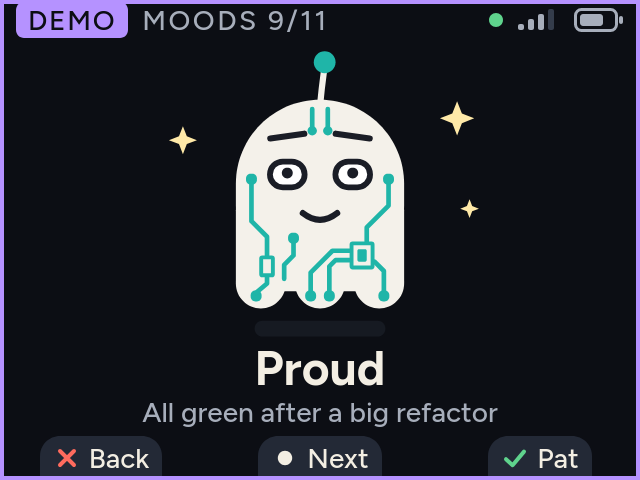 DEMO MOODS 9/11
Proud
All green after a big refactor
Back Next Pat